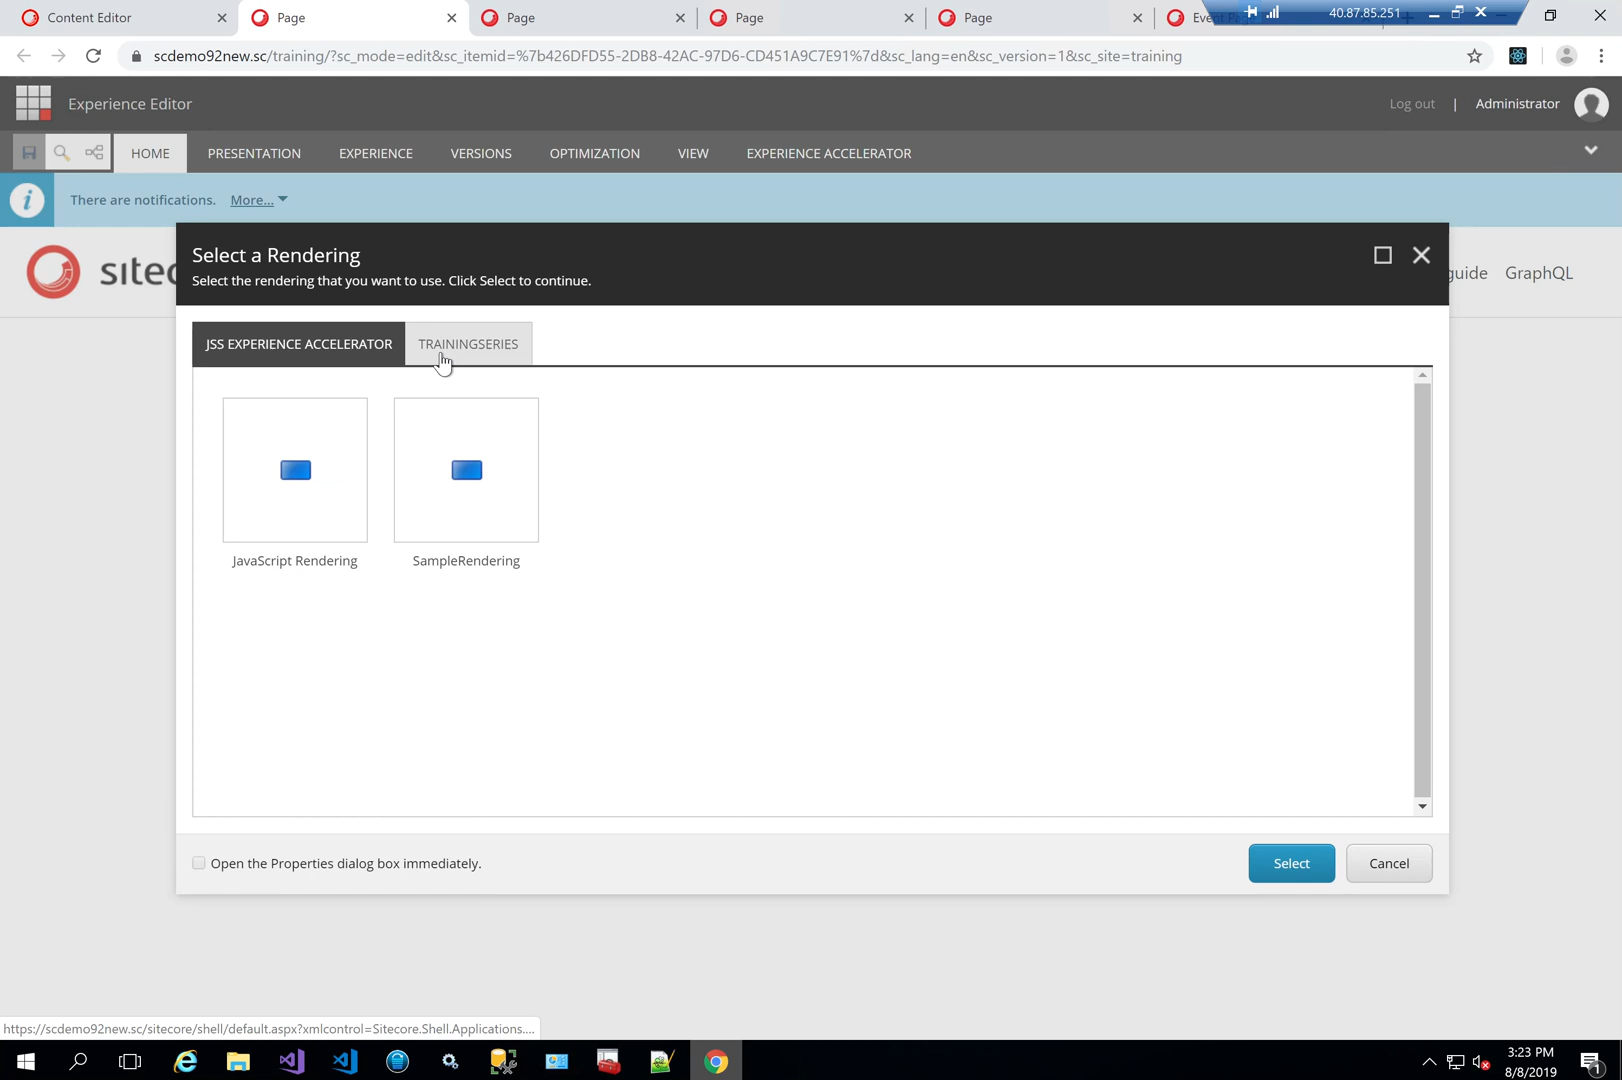 Content Editor
Page
Page
Page
Page
Event
40.87.85.251
scdemo92new.sc/training/?sc_mode=edit&sc_itemid=%7b426DFD55-2DB8-42AC-97D6-CD451A9C7E91%7d&sc_lang=en&sc_version=1&sc_site=training
Experience Editor
Log out | Administrator
HOME PRESENTATION EXPERIENCE VERSIONS OPTIMIZATION VIEW EXPERIENCE ACCELERATOR
There are notifications. More...
sitec
guide GraphQL
Select a Rendering
Select the rendering that you want to use. Click Select to continue.
JSS EXPERIENCE ACCELERATOR TRAININGSERIES
JavaScript Rendering SampleRendering
Open the Properties dialog box immediately.
Select Cancel
https://scdemo92new.sc/sitecore/shell/default.aspx?xmlcontrol=Sitecore.Shell.Applications....
3:23 PM
8/8/2019
1